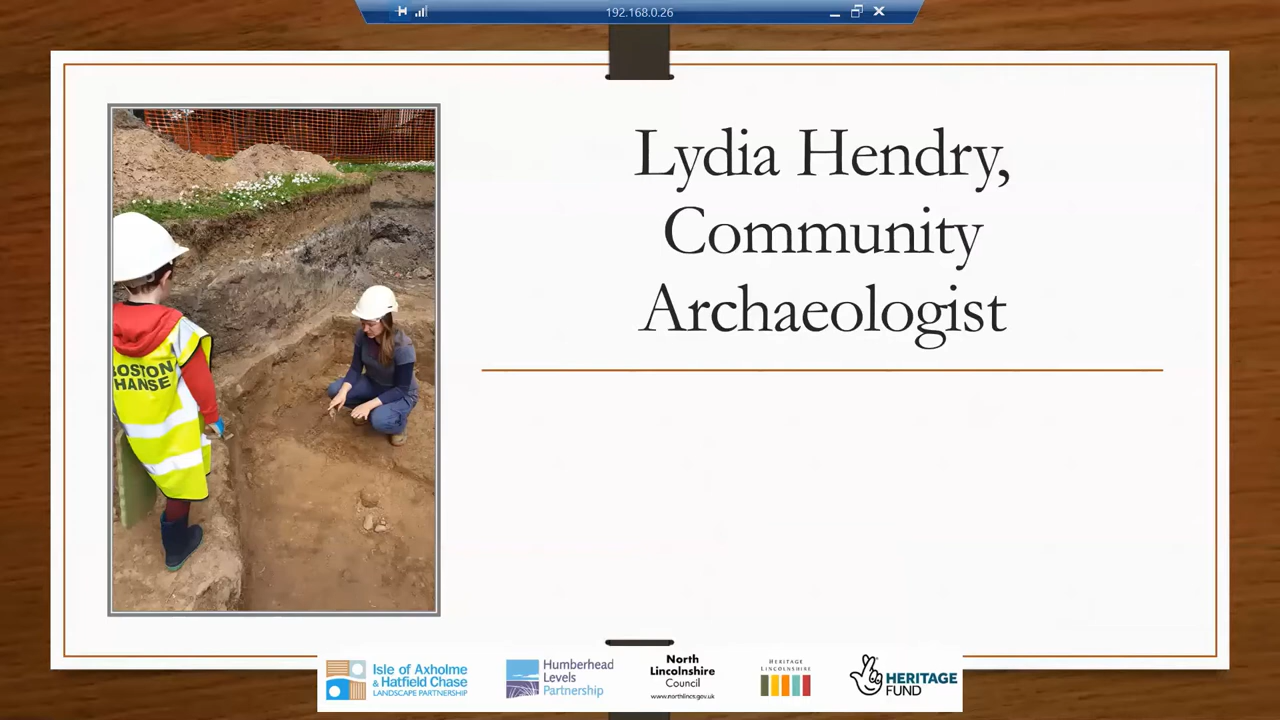 192.168.0.26
Lydia Hendry,
Community
Archaeologist
BOSTON
HANSE
Isle of Axholme
& Hatfield Chase
LANDSCAPE PARTNERSHIP
Humberhead
Levels
Partnership
North
Lincolnshire
Council
www.northlincs.gov.uk
HERITAGE
LINCOLNSHIRE
HERITAGE
FUND